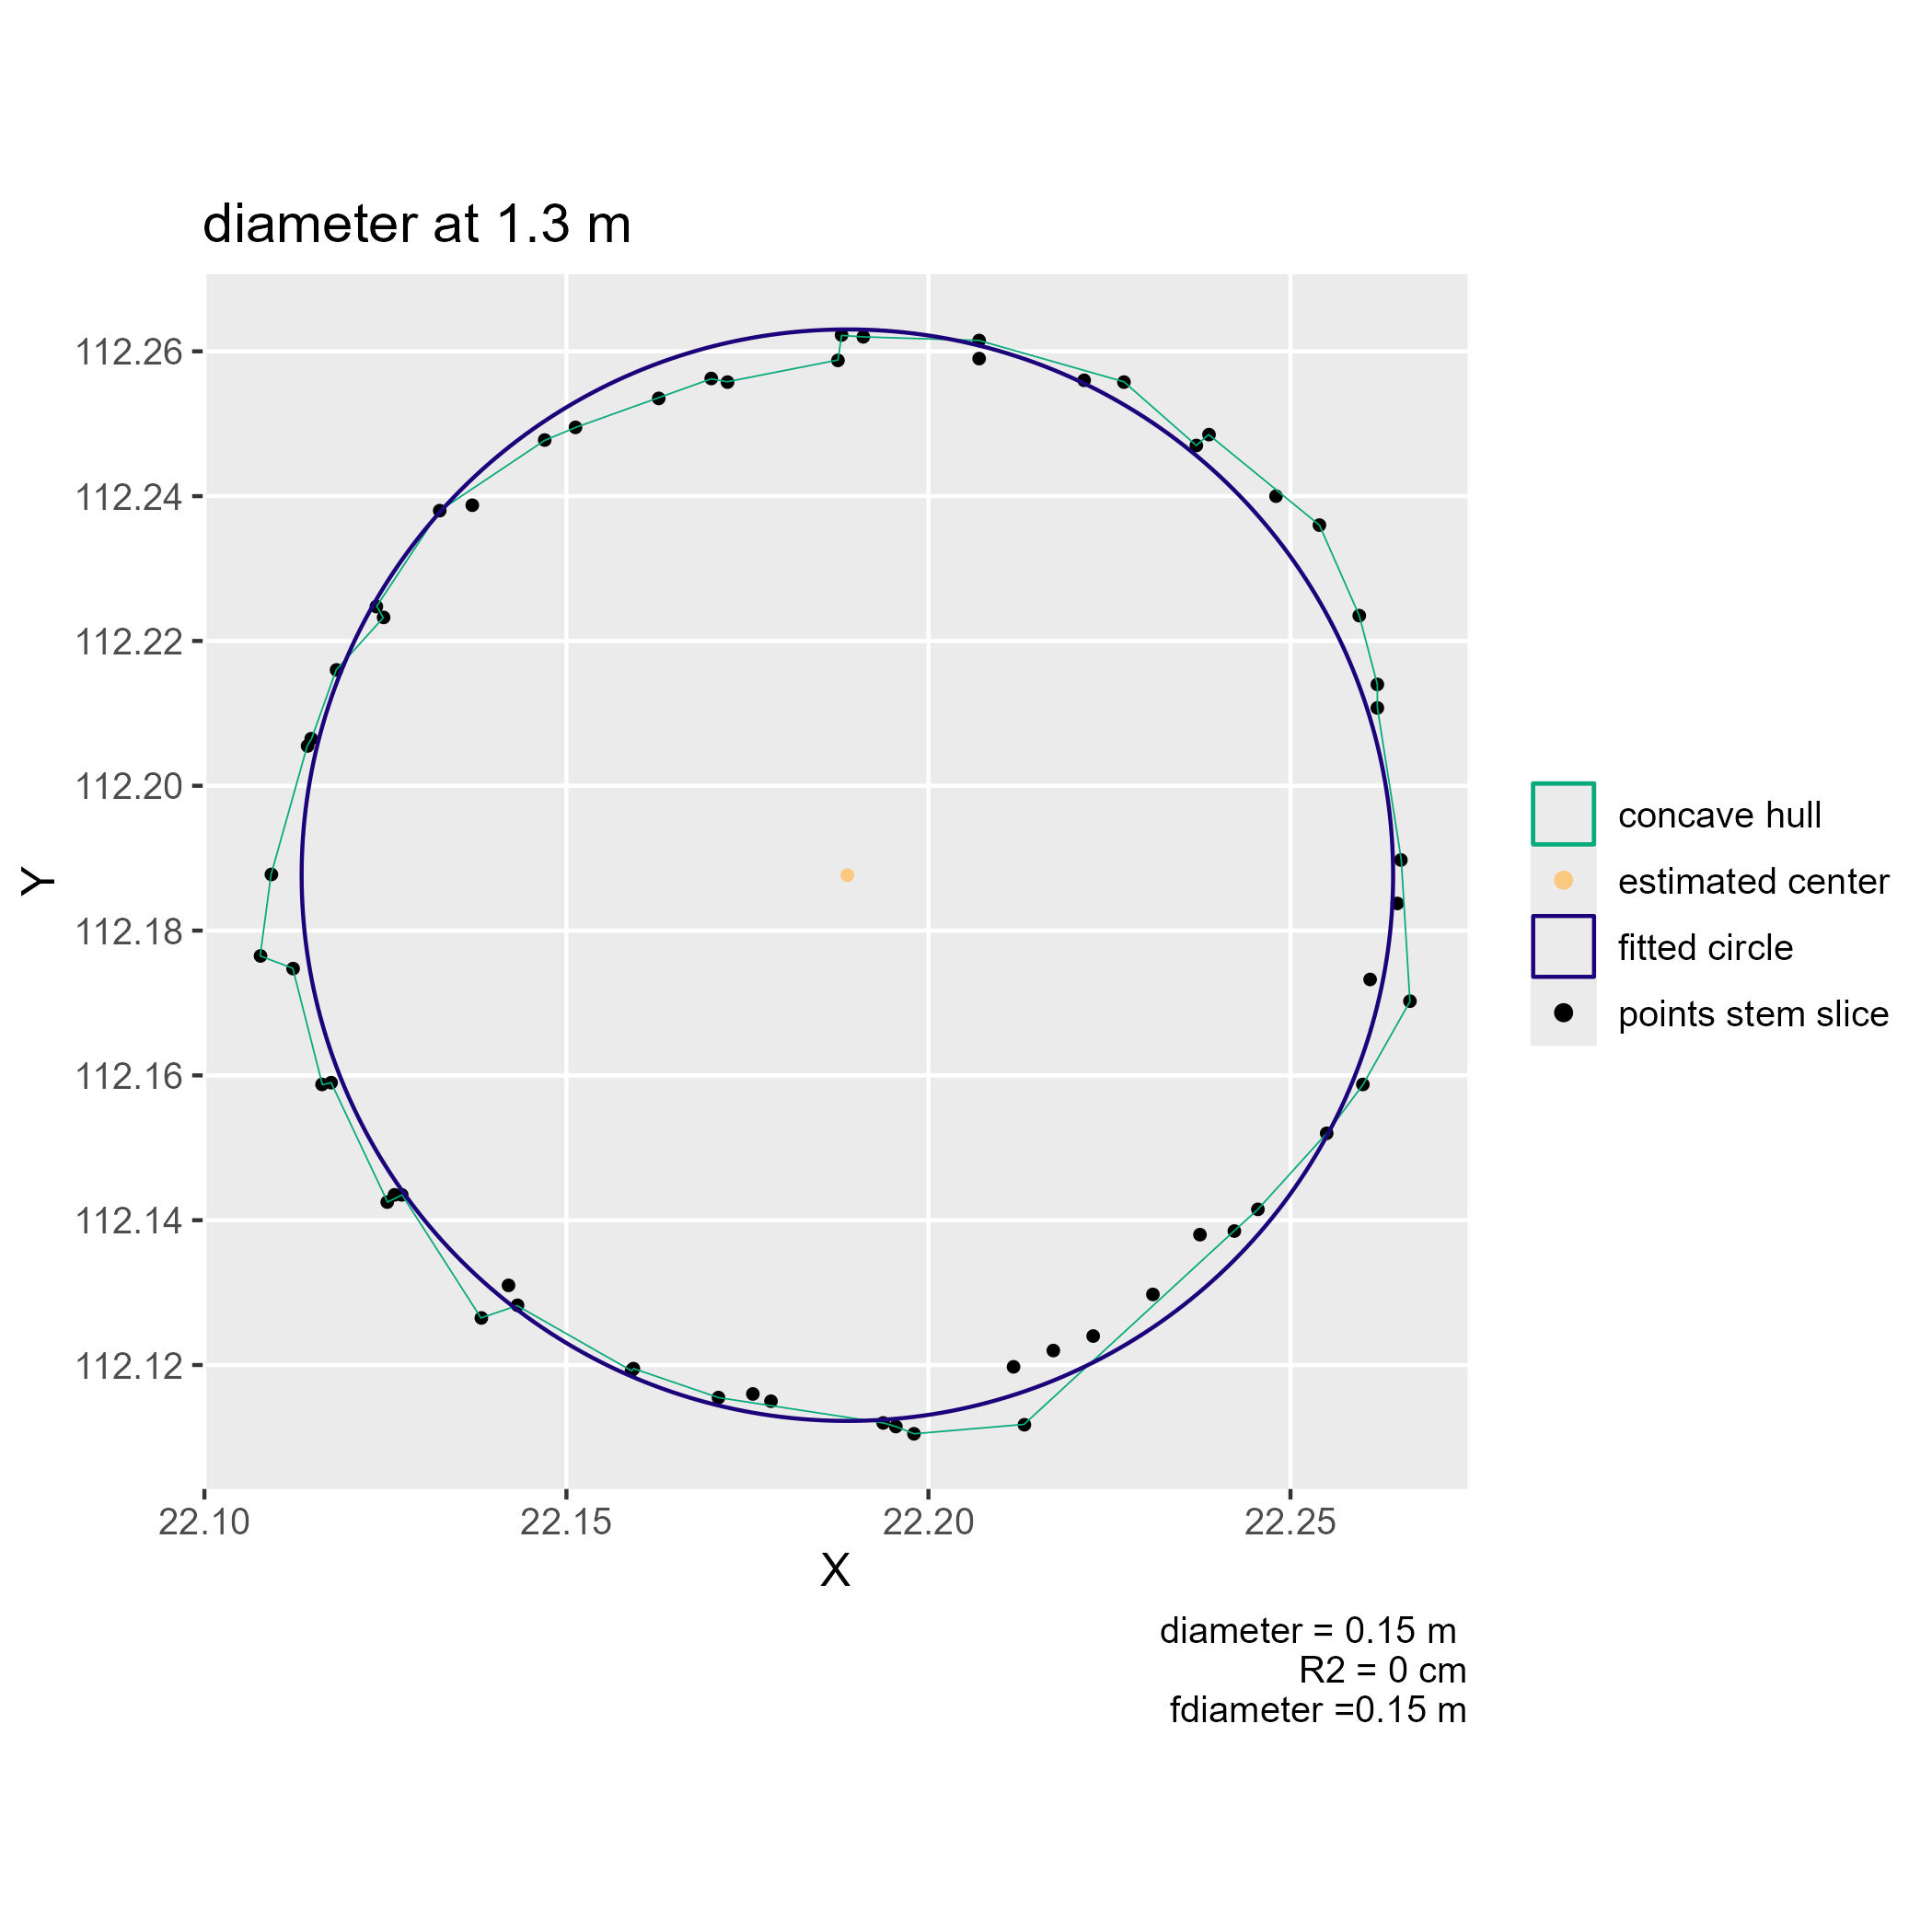 diameter at 1.3 m
112.26
112.24
112.22
112.20
112.18
112.16
112.14
112.12
Y
22.10 22.15 22.20 22.25
X
concave hull
estimated center
fitted circle
points stem slice
diameter = 0.15 m
R2 = 0 cm
fdiameter =0.15 m